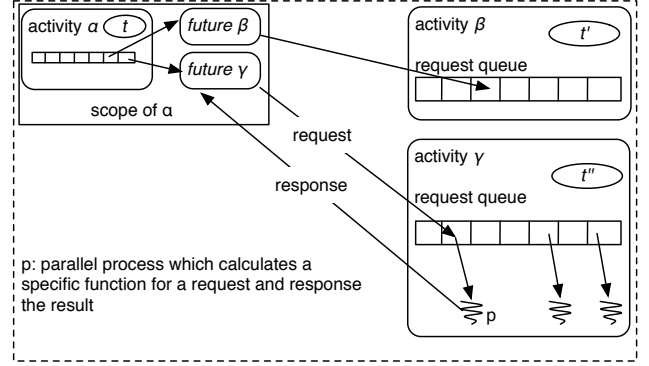 activity α t
future β
future γ
scope of α
activity β
t'
request queue
request
response
activity γ
t''
request queue
p: parallel process which calculates a
specific function for a request and response
the result
p